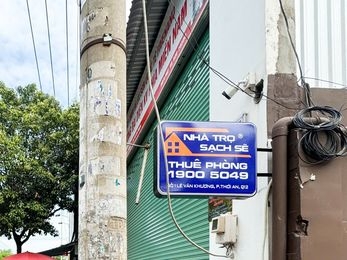 NHÀ TRỌ ®
SẠCH SẼ
THUÊ PHÒNG
1900 5049
LÊ VĂN KHƯƠNG, P.THỚI AN, Q12